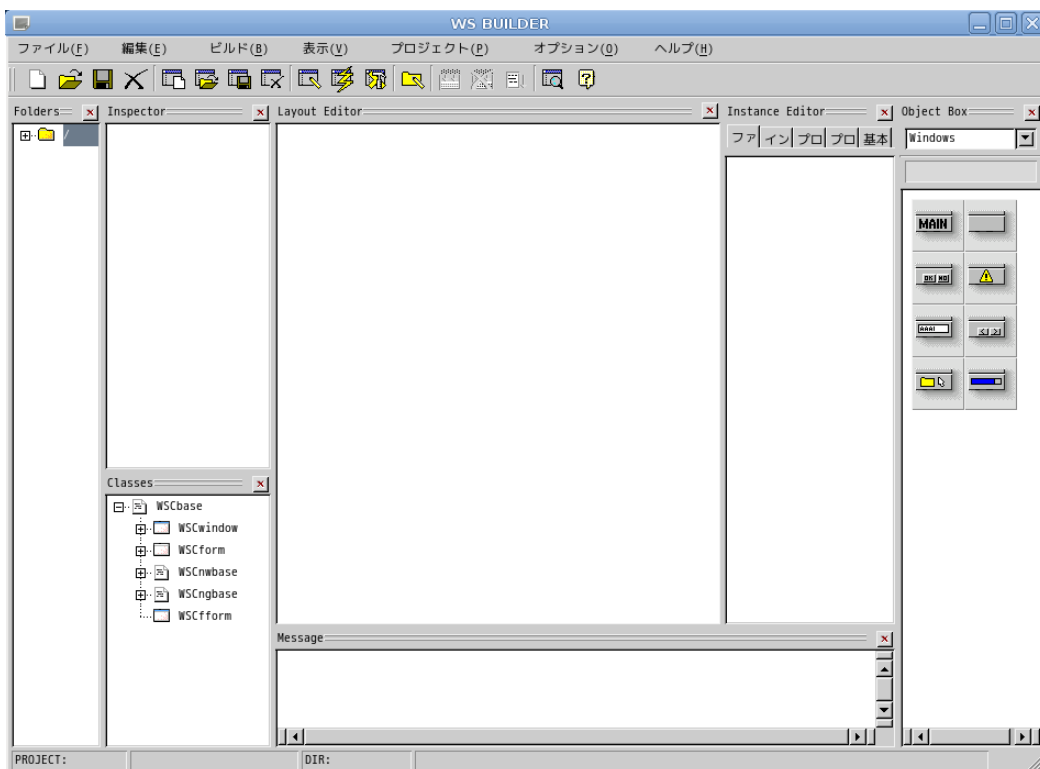 WS BUILDER
ファイル(F) 編集(E) ビルド(B) 表示(V) プロジェクト(P) オプション(O) ヘルプ(H)
Folders
/
Inspector
Layout Editor
Instance Editor
ファ イン プロ プロ 基本
Object Box
Windows
MAIN
OK NO
AAAA
Classes
WSCbase
WSCwindow
WSCform
WSCnwbase
WSCngbase
WSCfform
Message
PROJECT: DIR: